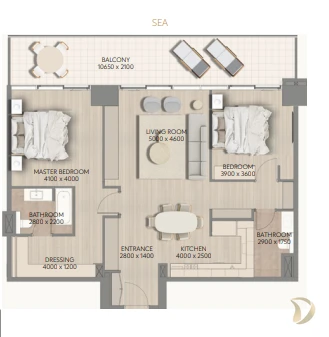 SEA
BALCONY
10650 x 2100
LIVING ROOM
5000 x 4600
MASTER BEDROOM
4100 x 4000
BEDROOM
3900 x 3600
BATHROOM
2800 x 2200
BATHROOM
2900 x 1750
DRESSING
4000 x 1200
ENTRANCE
2800 x 1400
KITCHEN
4000 x 2500